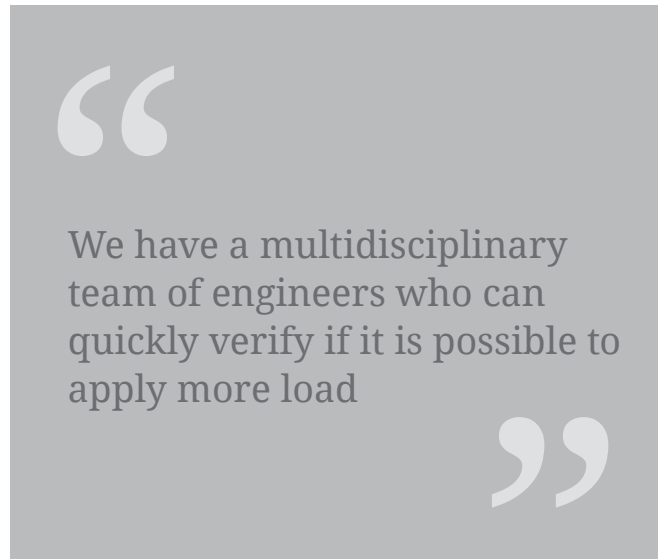 “
We have a multidisciplinary
team of engineers who can
quickly verify if it is possible to
apply more load
”